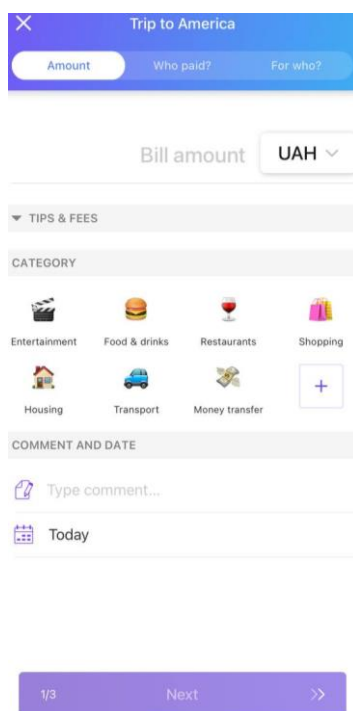 Trip to America
Amount Who paid? For who?
Bill amount UAH
TIPS & FEES
CATEGORY
Entertainment Food & drinks Restaurants Shopping
Housing Transport Money transfer +
COMMENT AND DATE
Type comment...
Today
1/3 Next >>